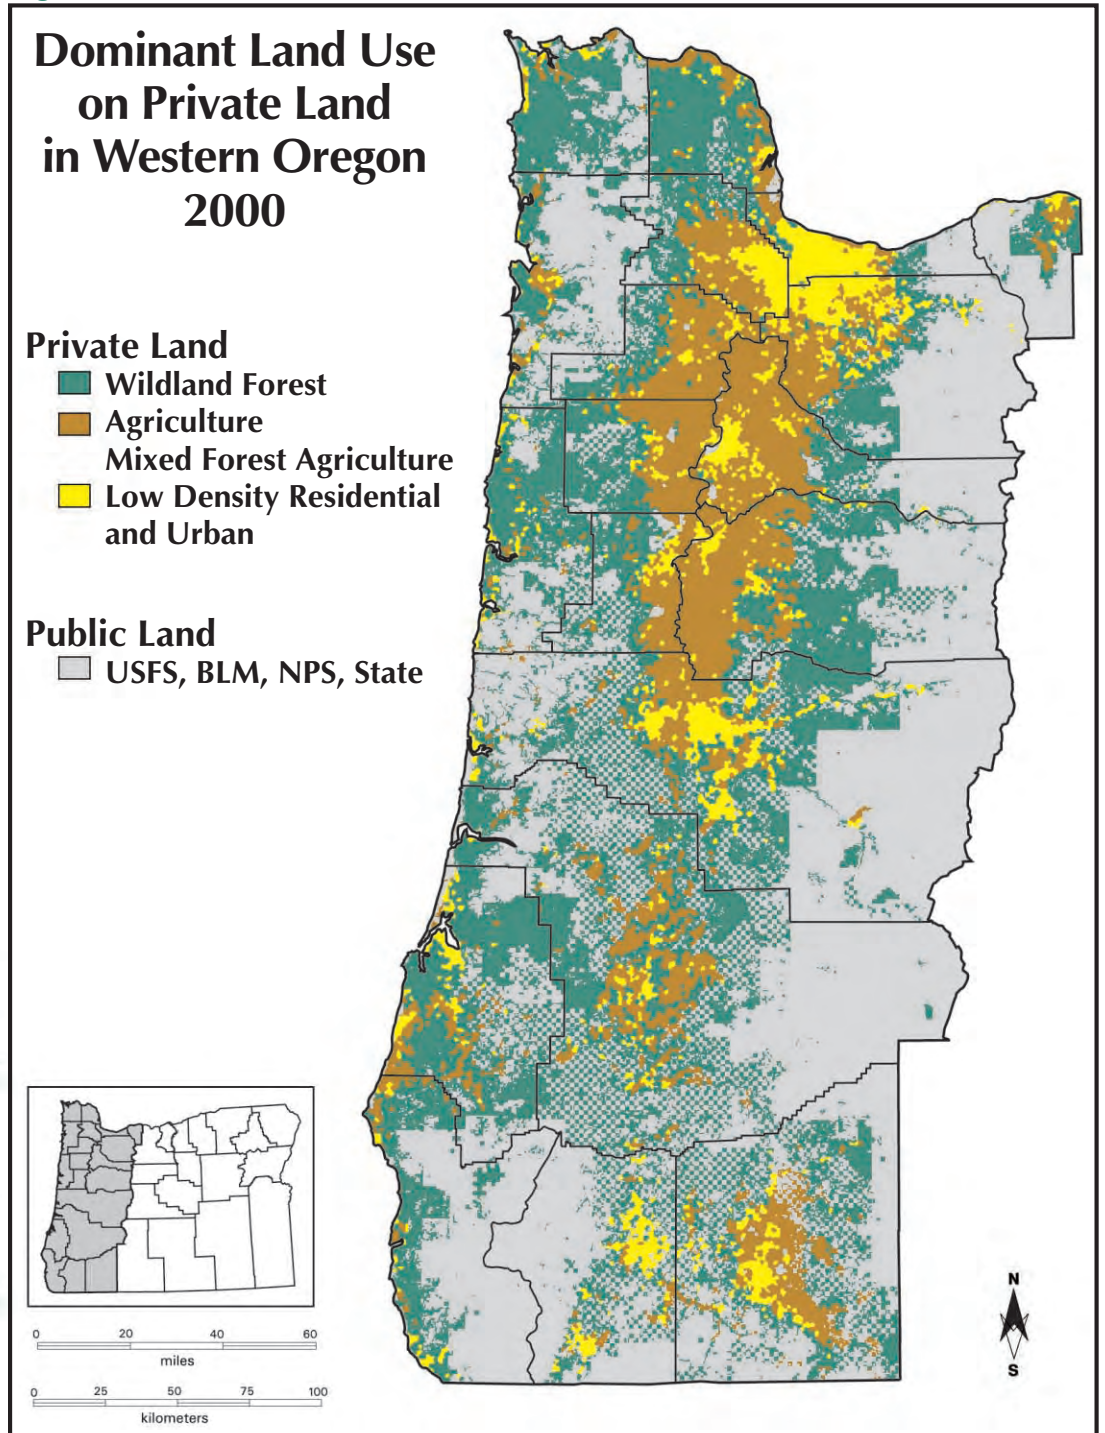 Dominant Land Use
on Private Land
in Western Oregon
2000
Private Land
Wildland Forest
Agriculture
Mixed Forest Agriculture
Low Density Residential
and Urban
Public Land
USFS, BLM, NPS, State
0 20 40 60
miles
0 25 50 75 100
kilometers
N
S